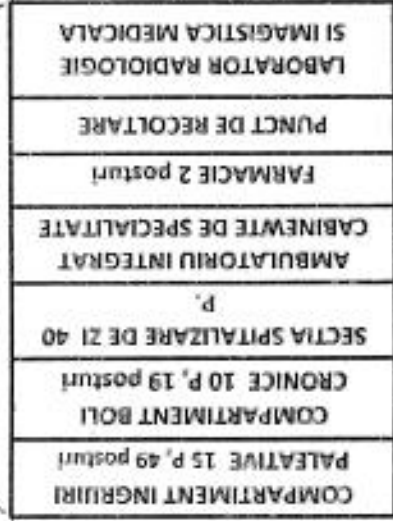 COMPARTIMENT INGRIJIRI
PALEATIVE 15 P, 49 posturi
COMPARTIMENT BOLI
CRONICE 10 P, 19 posturi
SECTIA SPITALIZARE DE ZI 40
P.
AMBULATORIU INTEGRAT
CABINEWTE DE SPECIALITATE
FARMACIE 2 posturi
PUNCT DE RECOLTARE
LABORATOR RADIOLOGIE
SI IMAGISTICA MEDICALA